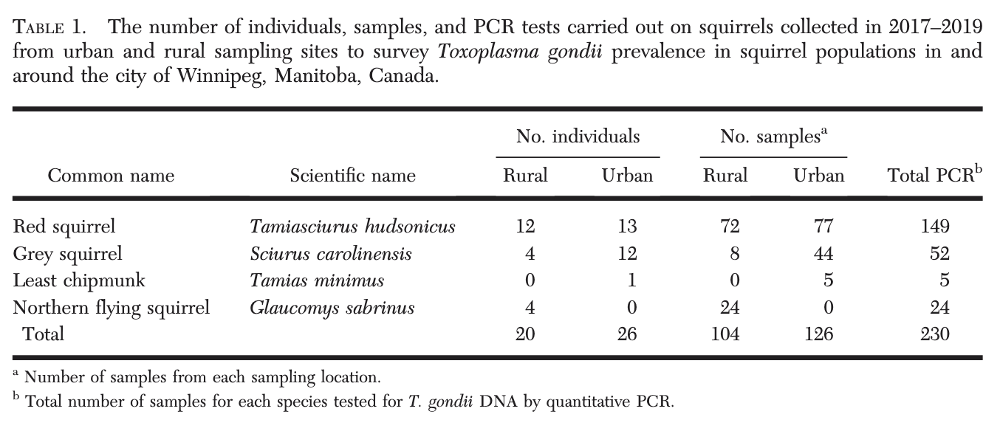 TABLE 1. The number of individuals, samples, and PCR tests carried out on squirrels collected in 2017–2019
from urban and rural sampling sites to survey Toxoplasma gondii prevalence in squirrel populations in and
around the city of Winnipeg, Manitoba, Canada.
No. individuals No. samplesᵃ
Common name Scientific name Rural Urban Rural Urban Total PCRᵇ
Red squirrel Tamiasciurus hudsonicus 12 13 72 77 149
Grey squirrel Sciurus carolinensis 4 12 8 44 52
Least chipmunk Tamias minimus 0 1 0 5 5
Northern flying squirrel Glaucomys sabrinus 4 0 24 0 24
Total 20 26 104 126 230
ᵃ Number of samples from each sampling location.
ᵇ Total number of samples for each species tested for T. gondii DNA by quantitative PCR.